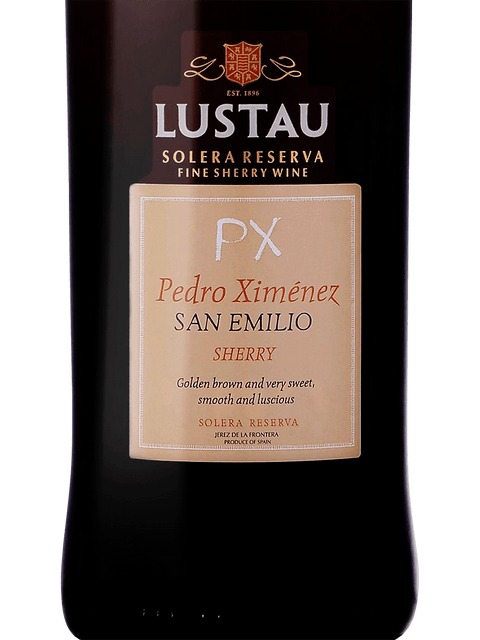 EST. 1896
LUSTAU
SOLERA RESERVA
FINE SHERRY WINE
PX
Pedro Ximénez
SAN EMILIO
SHERRY
Golden brown and very sweet,
smooth and luscious
SOLERA RESERVA
JEREZ DE LA FRONTERA
PRODUCE OF SPAIN